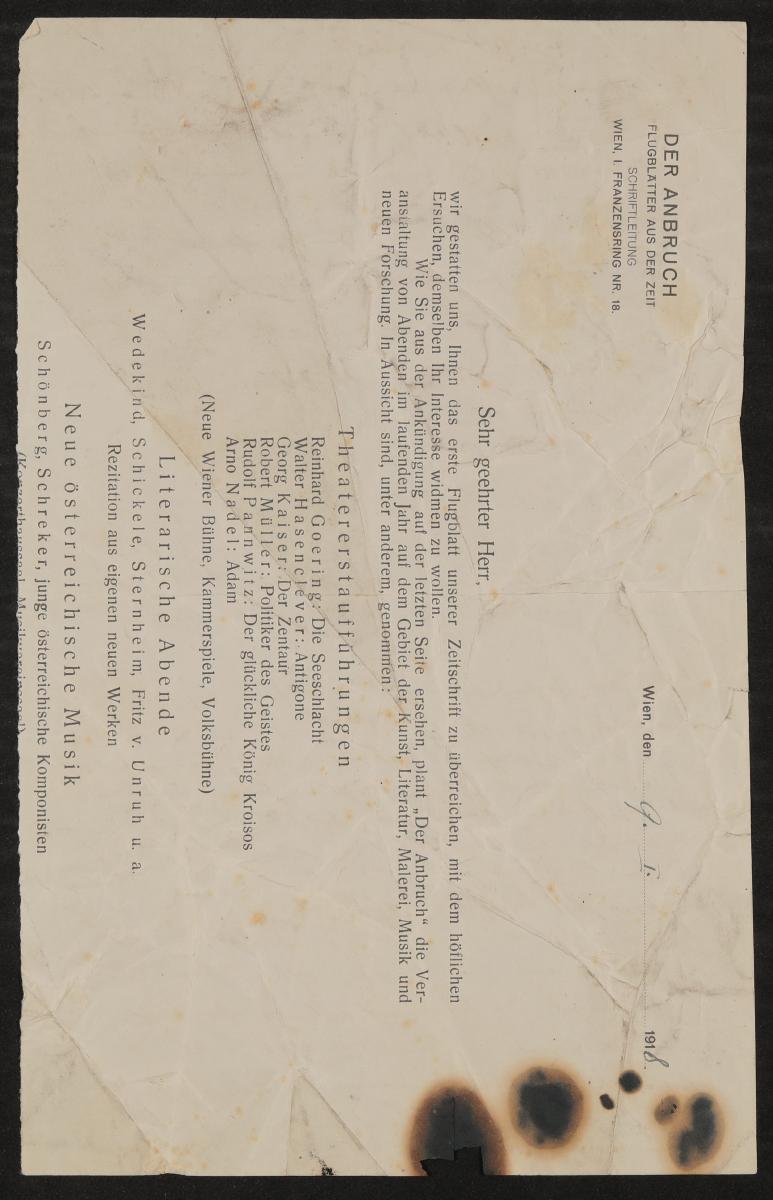 DER ANBRUCH
FLUGBLÄTTER AUS DER ZEIT
SCHRIFTLEITUNG
WIEN, I. FRANZENSRING NR. 18.
Wien, den 9. I. 1918.
Sehr geehrter Herr,
wir gestatten uns, Ihnen das erste Flugblatt unserer Zeitschrift zu überreichen, mit dem höflichen
Ersuchen, demselben Ihr Interesse widmen zu wollen.
Wie Sie aus der Ankündigung auf der letzten Seite ersehen, plant „Der Anbruch“ die Ver-
anstaltung von Abenden im laufenden Jahr auf dem Gebiet der Kunst, Literatur, Malerei, Musik und
neuen Forschung. In Aussicht sind, unter anderem, genommen:
Theatererstaufführungen
Reinhard Goering: Die Seeschlacht
Walter Hasenclever: Antigone
Georg Kaiser: Der Zentaur
Robert Müller: Politiker des Geistes
Rudolf Pannwitz: Der glückliche König Kroisos
Arno Nadel: Adam
(Neue Wiener Bühne, Kammerspiele, Volksbühne)
Literarische Abende
Wedekind, Schickele, Sternheim, Fritz v. Unruh u. a.
Rezitation aus eigenen neuen Werken
Neue österreichische Musik
Schönberg, Schreker, junge österreichische Komponisten